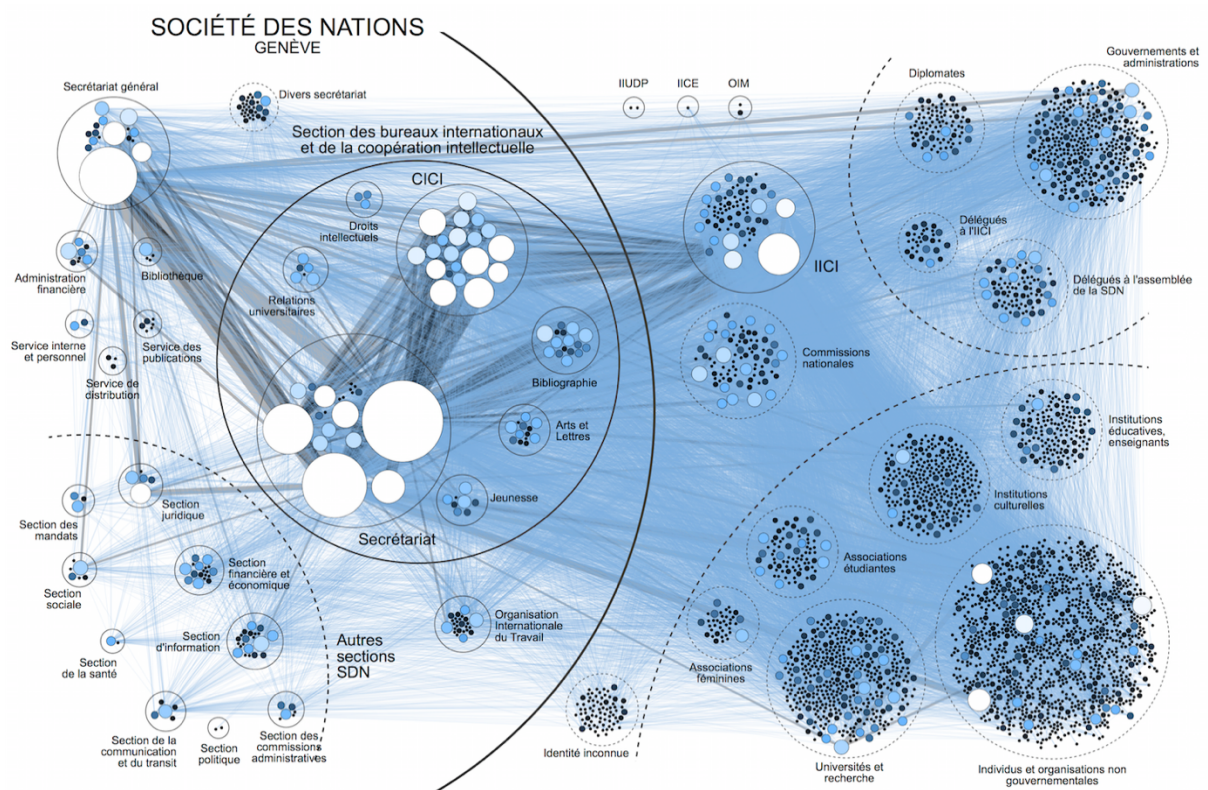 SOCIÉTÉ DES NATIONS
GENÈVE
Secrétariat général
Divers secrétariat
IIUDP
IICE
OIM
Diplomates
Gouvernements et
administrations
Section des bureaux internationaux
et de la coopération intellectuelle
CICI
Droits
intellectuels
Relations
universitaires
Administration
financière
Bibliothèque
Service interne
et personnel
Service des
publications
Service de
distribution
IICI
Délégués
à l'IICI
Délégués à l'assemblée
de la SDN
Commissions
nationales
Bibliographie
Arts et
Lettres
Jeunesse
Secrétariat
Institutions
éducatives,
enseignants
Institutions
culturelles
Associations
étudiantes
Associations
féminines
Section des
mandats
Section
juridique
Section
sociale
Section
financière et
économique
Section
d'information
Section
de la santé
Autres
sections
SDN
Organisation
Internationale
du Travail
Section de la
communication
et du transit
Section
politique
Section des
commissions
administratives
Identité inconnue
Universités et
recherche
Individus et organisations non
gouvernementales